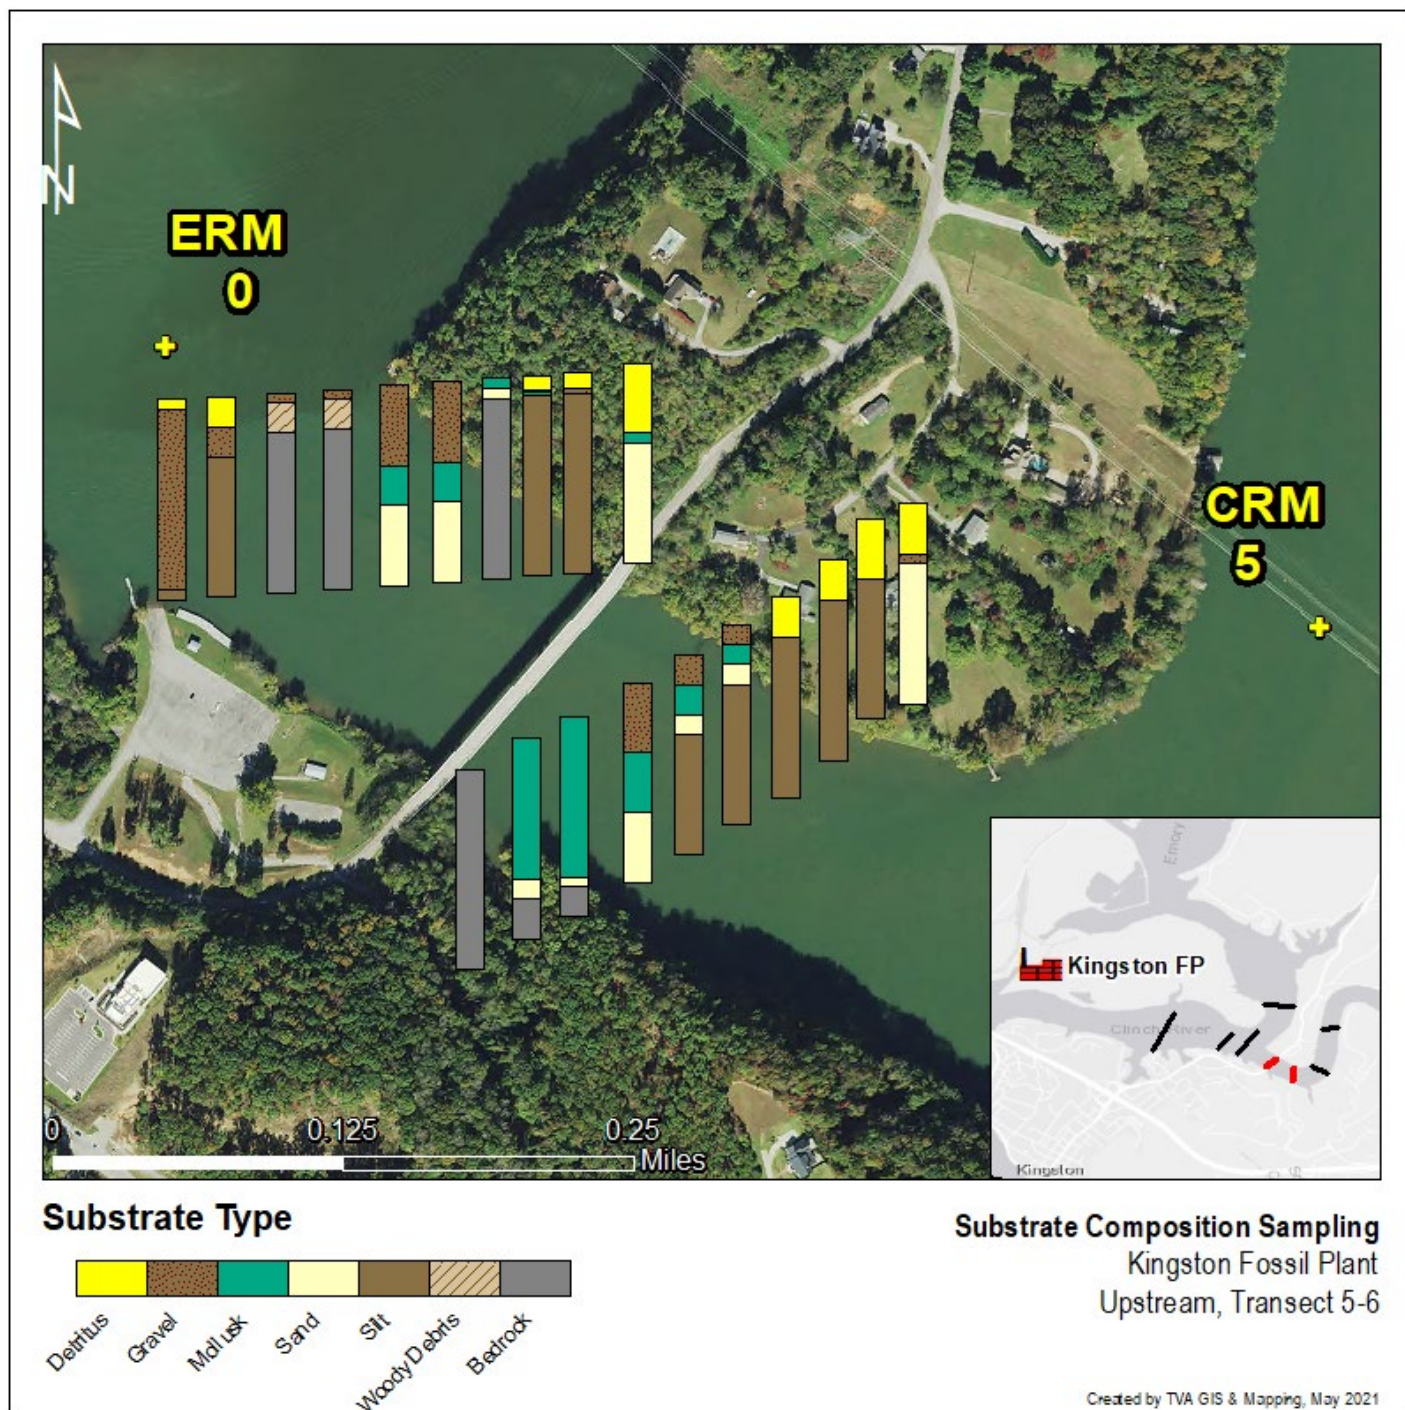 N
ERM
0
CRM
5
Emory
Kingston FP
Clinch River
Kingston
0 0.125 0.25
Miles
Substrate Type
Detritus
Gravel
Mollusk
Sand
Silt
Woody Debris
Bedrock
Substrate Composition Sampling
Kingston Fossil Plant
Upstream, Transect 5-6
Created by TVA GIS & Mapping, May 2021